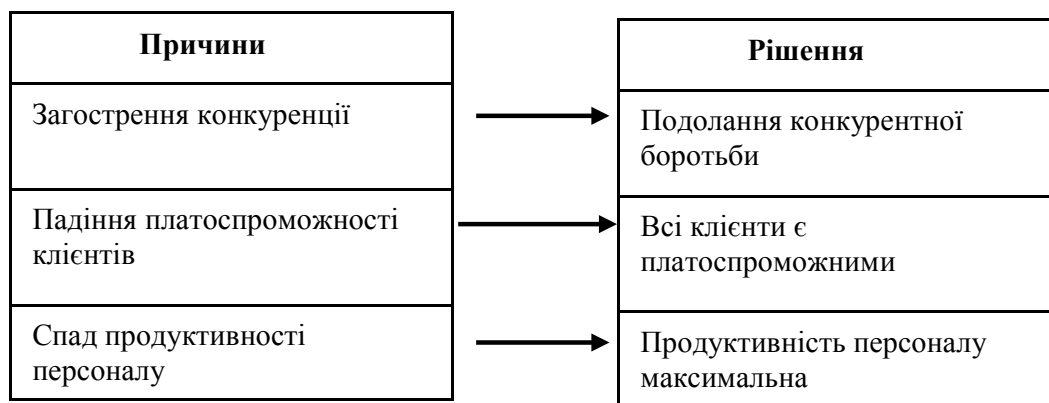 Причини
Загострення конкуренції
Падіння платоспроможності
клієнтів
Спад продуктивності
персоналу
Рішення
Подолання конкурентної
боротьби
Всі клієнти є
платоспроможними
Продуктивність персоналу
максимальна